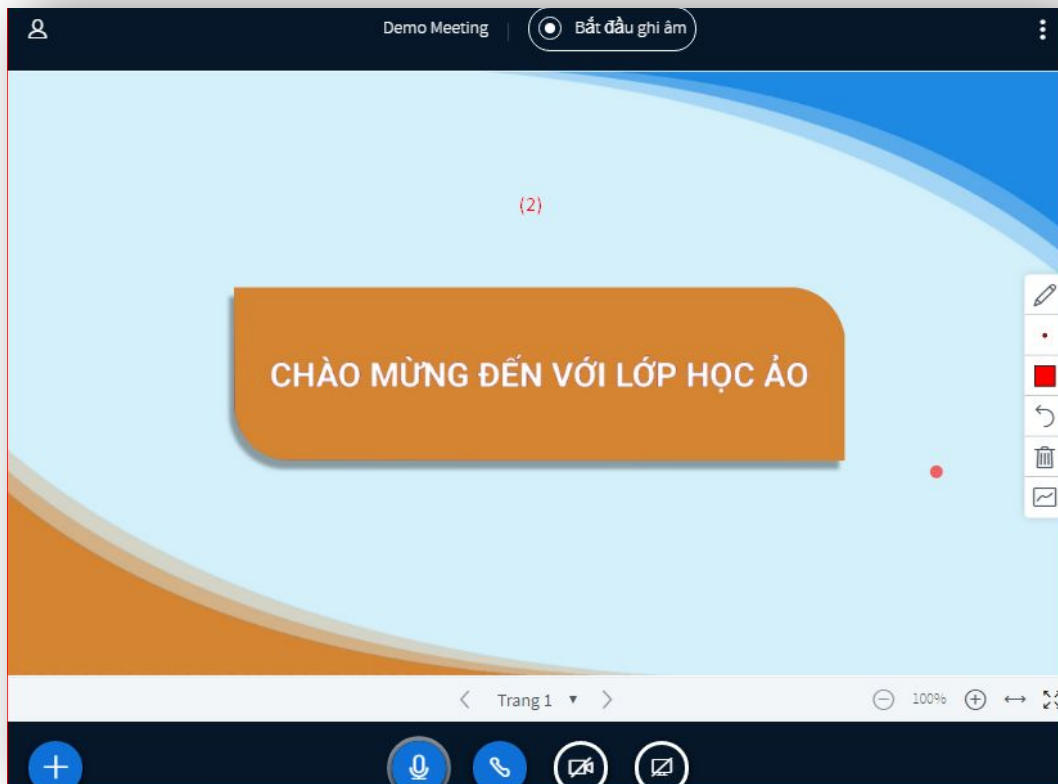 Demo Meeting
Bắt đầu ghi âm
(2)
CHÀO MỪNG ĐẾN VỚI LỚP HỌC ẢO
Trang 1
100%